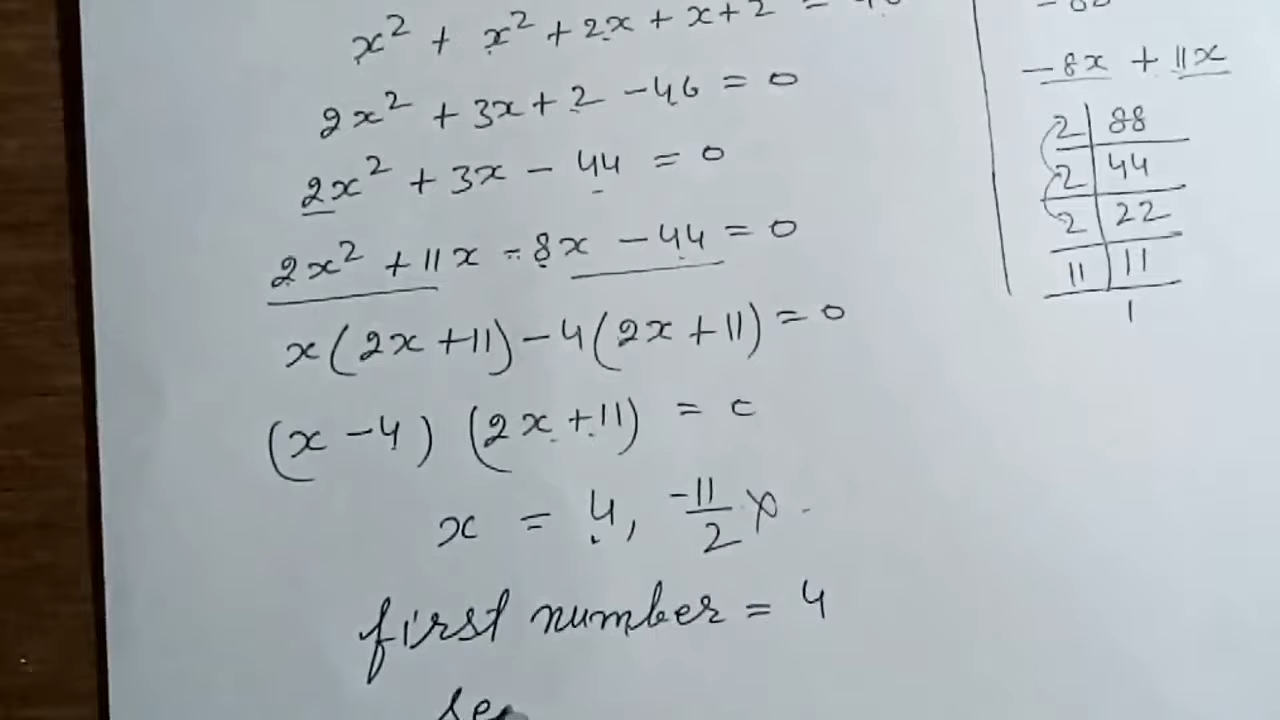 x² + x² + 2x + x + 2 = 46
2x² + 3x + 2 - 46 = 0
2x² + 3x - 44 = 0
2x² + 11x - 8x - 44 = 0
x(2x + 11) - 4(2x + 11) = 0
(x - 4) (2x + 11) = 0
x = 4, -11/2 ×
first number = 4
-8x + 11x
2 | 88
2 | 44
2 | 22
11 | 11
1